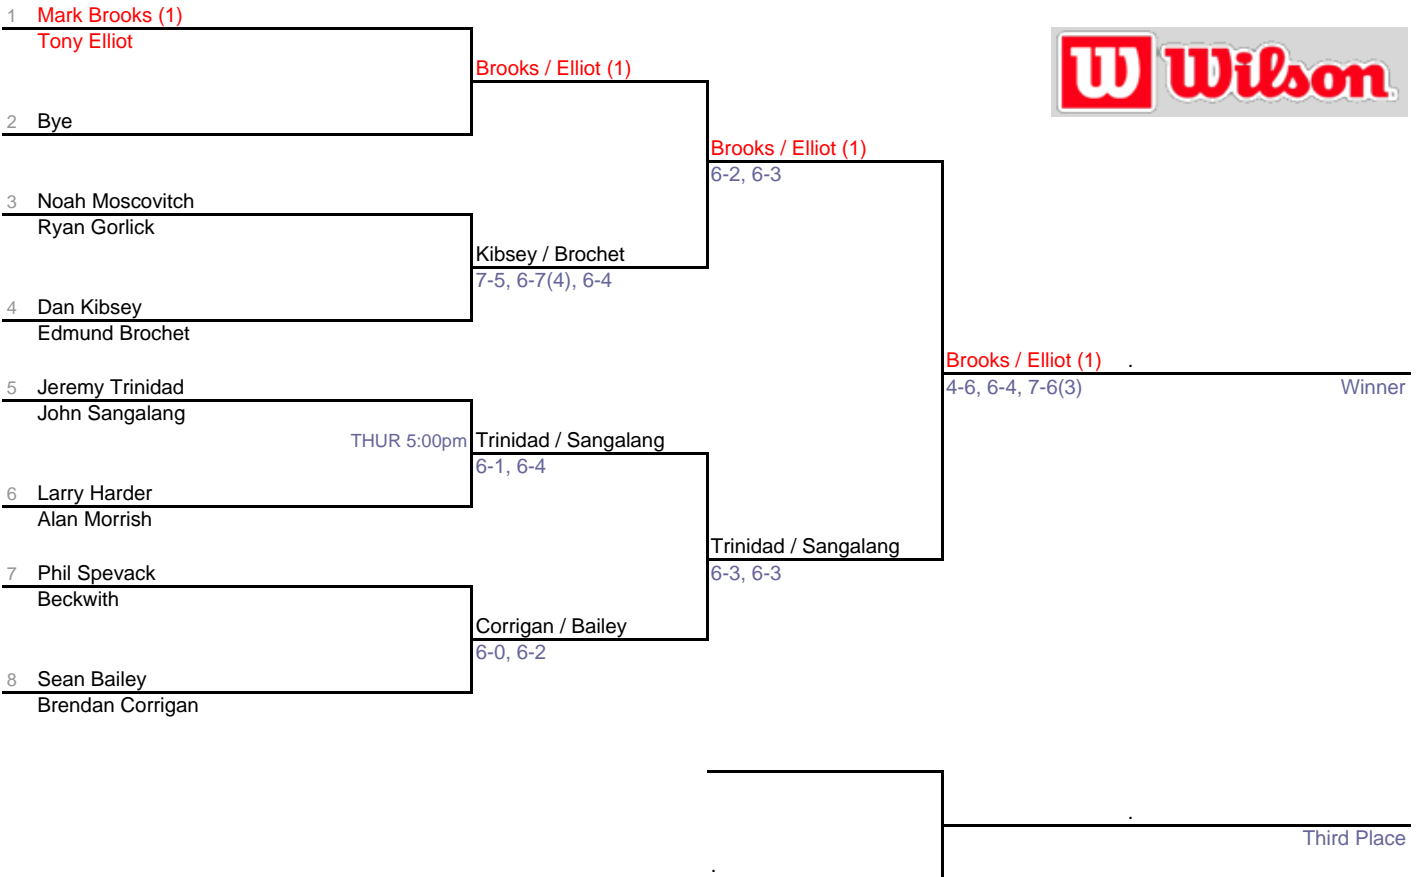 1 Mark Brooks (1)
Tony Elliot
Brooks / Elliot (1)
W Wilson
2 Bye
Brooks / Elliot (1)
6-2, 6-3
3 Noah Moscovitch
Ryan Gorlick
Kibsey / Brochet
7-5, 6-7(4), 6-4
4 Dan Kibsey
Edmund Brochet
Brooks / Elliot (1) .
4-6, 6-4, 7-6(3) Winner
5 Jeremy Trinidad
John Sangalang
THUR 5:00pm Trinidad / Sangalang
6-1, 6-4
6 Larry Harder
Alan Morrish
Trinidad / Sangalang
6-3, 6-3
7 Phil Spevack
Beckwith
Corrigan / Bailey
6-0, 6-2
8 Sean Bailey
Brendan Corrigan
.
Third Place
.